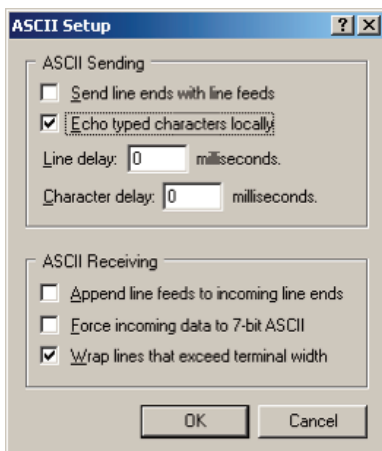 ASCII Setup
ASCII Sending
Send line ends with line feeds
Echo typed characters locally
Line delay: 0 milliseconds.
Character delay: 0 milliseconds.
ASCII Receiving
Append line feeds to incoming line ends
Force incoming data to 7-bit ASCII
Wrap lines that exceed terminal width
OK Cancel